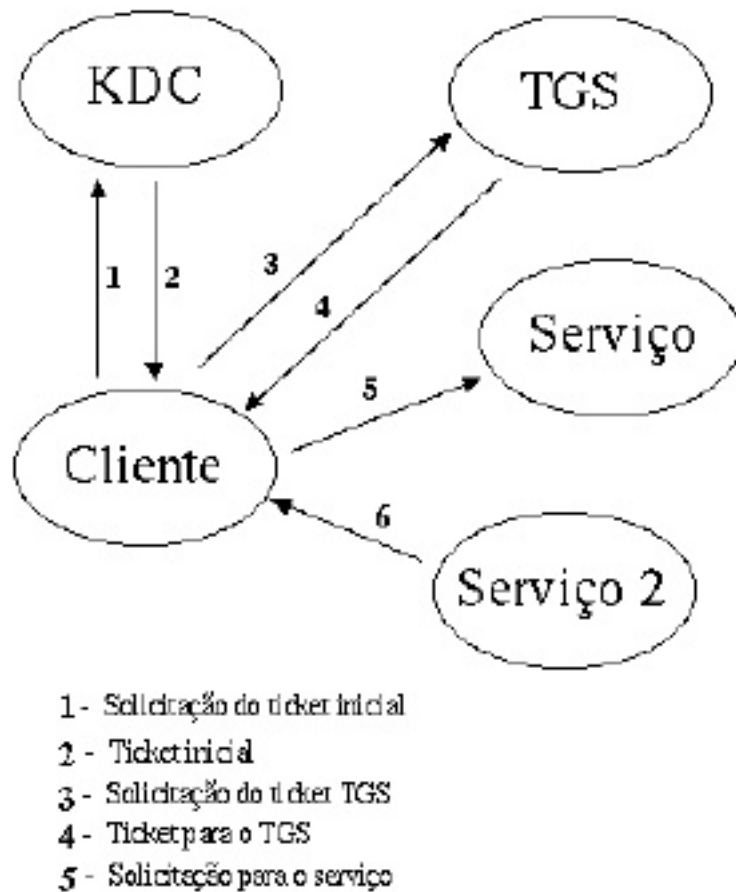 KDC
TGS
1
2
3
4
Serviço
5
Cliente
6
Serviço 2
1 - Solicitação do ticket inicial
2 - Ticket inicial
3 - Solicitação do ticket TGS
4 - Ticket para o TGS
5 - Solicitação para o serviço